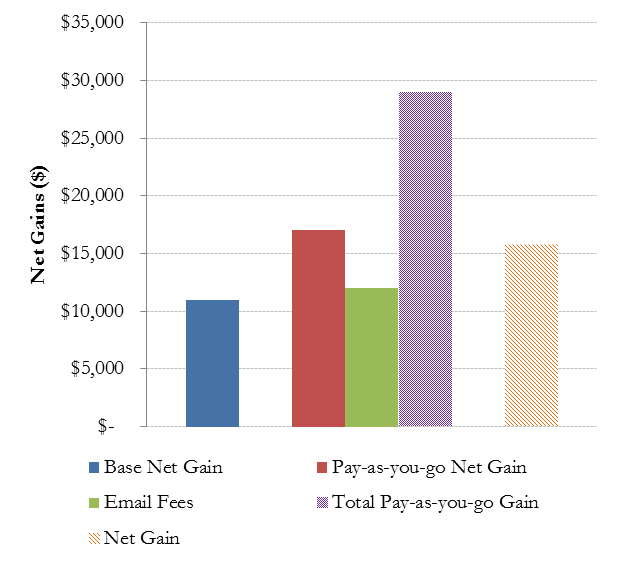 $35,000
$30,000
$25,000
$20,000
$15,000
$10,000
$5,000
$-
Net Gains ($)
Base Net Gain
Pay-as-you-go Net Gain
Email Fees
Total Pay-as-you-go Gain
Net Gain